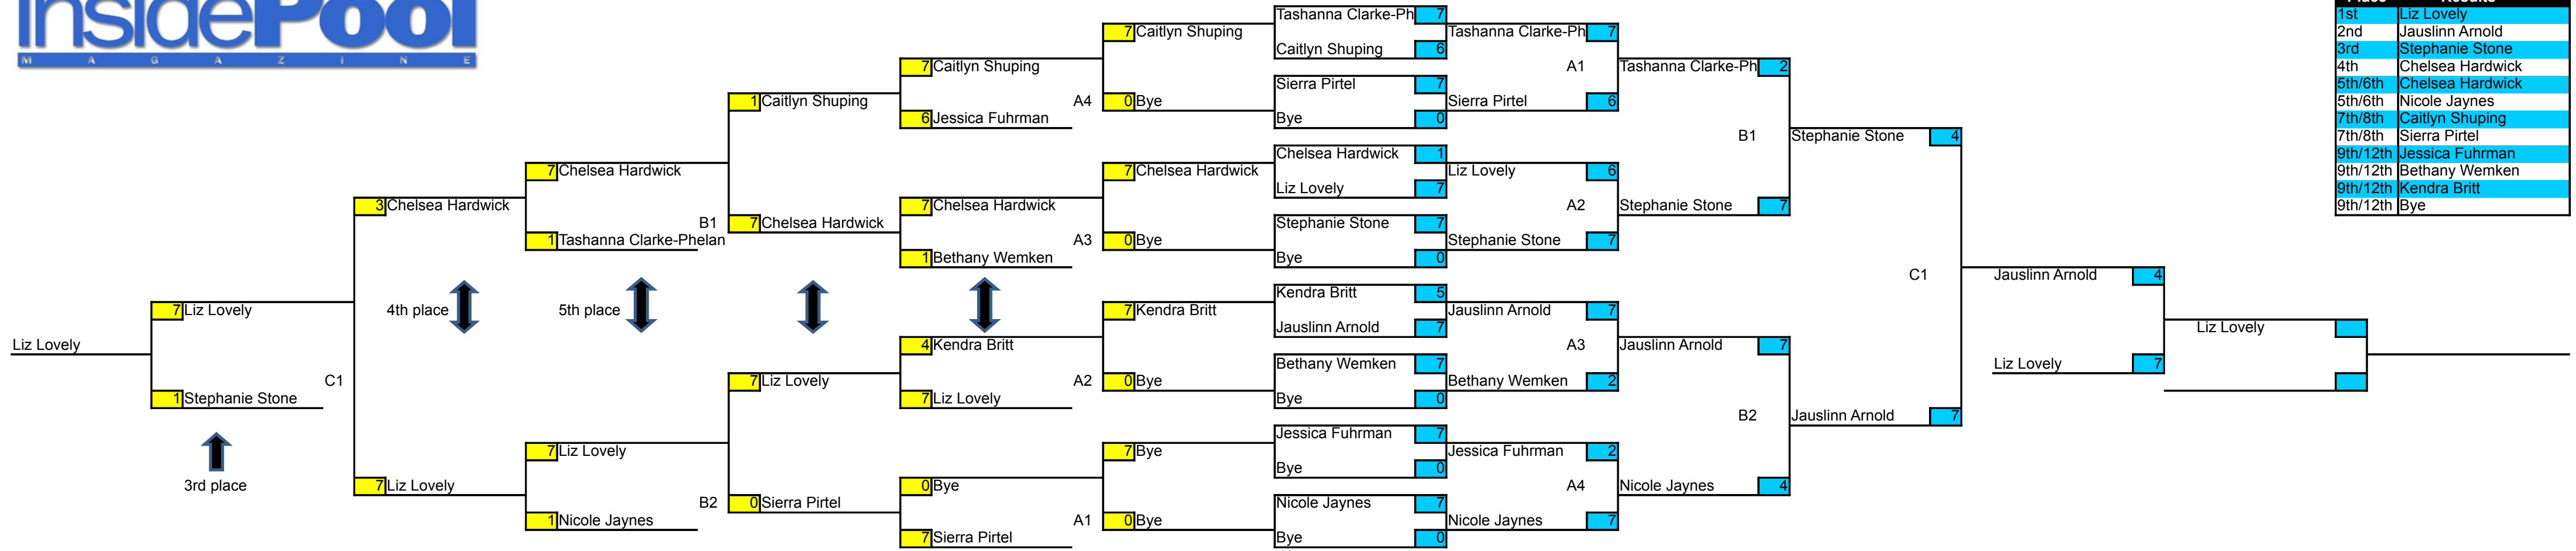 InsidePool
MAGAZINE
Place Results
1st Liz Lovely
2nd Jauslinn Arnold
3rd Stephanie Stone
4th Chelsea Hardwick
5th/6th Chelsea Hardwick
5th/6th Nicole Jaynes
7th/8th Caitlyn Shuping
7th/8th Sierra Pirtel
9th/12th Jessica Fuhrman
9th/12th Bethany Wemken
9th/12th Kendra Britt
9th/12th Bye
Liz Lovely
7 Liz Lovely
1 Stephanie Stone
3rd place
C1
3 Chelsea Hardwick
4th place
7 Liz Lovely
7 Chelsea Hardwick
B1
1 Tashanna Clarke-Phelan
5th place
7 Liz Lovely
B2
1 Nicole Jaynes
1 Caitlyn Shuping
7 Chelsea Hardwick
7 Liz Lovely
0 Sierra Pirtel
7 Caitlyn Shuping
A4
6 Jessica Fuhrman
7 Chelsea Hardwick
A3
1 Bethany Wemken
4 Kendra Britt
A2
7 Liz Lovely
0 Bye
A1
7 Sierra Pirtel
7 Caitlyn Shuping
0 Bye
7 Chelsea Hardwick
0 Bye
7 Kendra Britt
0 Bye
7 Bye
0 Bye
Tashanna Clarke-Ph 7
Caitlyn Shuping 6
Sierra Pirtel 7
Bye 0
Chelsea Hardwick 1
Liz Lovely 7
Stephanie Stone 7
Bye 0
Kendra Britt 5
Jauslinn Arnold 7
Bethany Wemken 7
Bye 0
Jessica Fuhrman 7
Bye 0
Nicole Jaynes 7
Bye 0
Tashanna Clarke-Ph 7
A1
Sierra Pirtel 6
Liz Lovely 6
A2
Stephanie Stone 7
Jauslinn Arnold 7
A3
Bethany Wemken 2
Jessica Fuhrman 2
A4
Nicole Jaynes 7
Tashanna Clarke-Ph 2
B1
Stephanie Stone 7
Jauslinn Arnold 7
B2
Nicole Jaynes 4
Stephanie Stone 4
C1
Jauslinn Arnold 7
Jauslinn Arnold 4
Liz Lovely 7
Liz Lovely